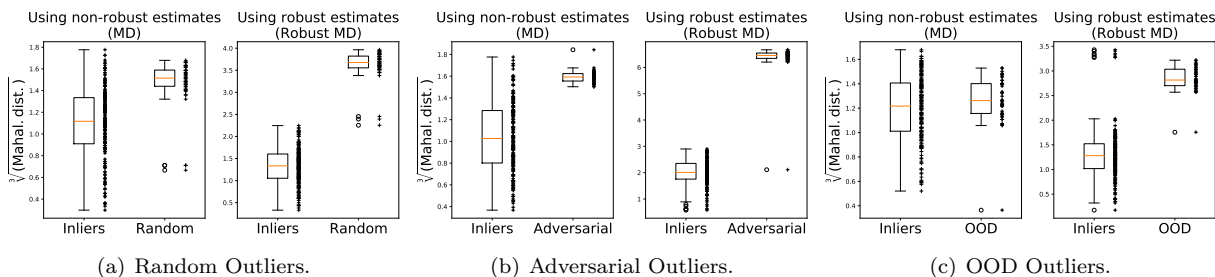 Using non-robust estimates
(MD)
Using robust estimates
(Robust MD)
Using non-robust estimates
(MD)
Using robust estimates
(Robust MD)
Using non-robust estimates
(MD)
Using robust estimates
(Robust MD)
∛(Mahal. dist.)
1.8
1.6
1.4
1.2
1.0
0.8
0.6
0.4
Inliers
Random
4.0
3.5
3.0
2.5
2.0
1.5
1.0
0.5
Inliers
Random
∛(Mahal. dist.)
1.8
1.6
1.4
1.2
1.0
0.8
0.6
0.4
Inliers
Adversarial
6
5
4
3
2
1
Inliers
Adversarial
∛(Mahal. dist.)
1.6
1.4
1.2
1.0
0.8
0.6
0.4
Inliers
OOD
3.5
3.0
2.5
2.0
1.5
1.0
0.5
Inliers
OOD
(a) Random Outliers.
(b) Adversarial Outliers.
(c) OOD Outliers.